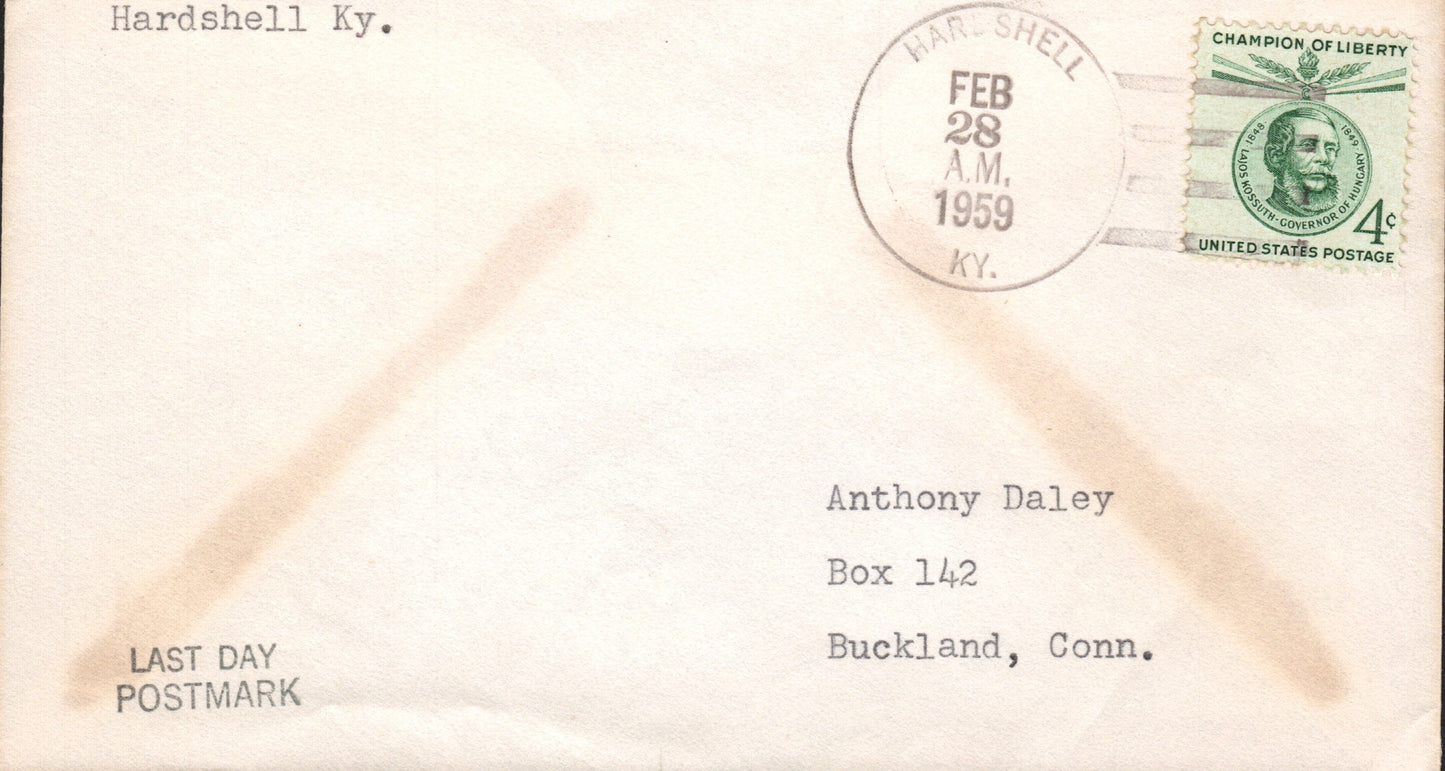 Hardshell Ky.
HARDSHELL
FEB
28
A.M.
1959
KY.
CHAMPION OF LIBERTY
1848 1849
LAJOS KOSSUTH-GOVERNOR OF HUNGARY
4¢
UNITED STATES POSTAGE
Anthony Daley
Box 142
Buckland, Conn.
LAST DAY
POSTMARK